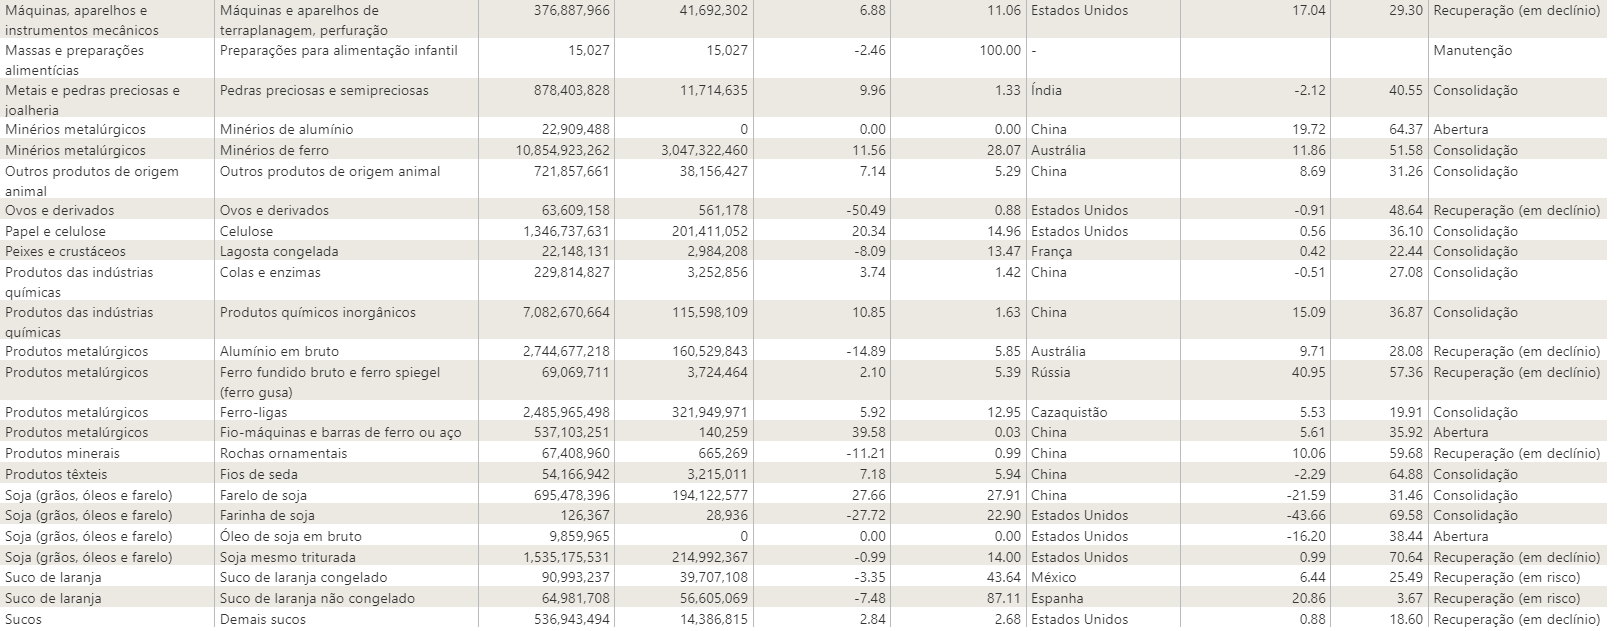 Máquinas, aparelhos e instrumentos mecânicos Máquinas e aparelhos de terraplanagem, perfuração 376,887,966 41,692,302 6.88 11.06 Estados Unidos 17.04 29.30 Recuperação (em declínio)
Massas e preparações alimentícias Preparações para alimentação infantil 15,027 15,027 -2.46 100.00 - Manutenção
Metais e pedras preciosas e joalheria Pedras preciosas e semipreciosas 878,403,828 11,714,635 9.96 1.33 Índia -2.12 40.55 Consolidação
Minérios metalúrgicos Minérios de alumínio 22,909,488 0 0.00 0.00 China 19.72 64.37 Abertura
Minérios metalúrgicos Minérios de ferro 10,854,923,262 3,047,322,460 11.56 28.07 Austrália 11.86 51.58 Consolidação
Outros produtos de origem animal Outros produtos de origem animal 721,857,661 38,156,427 7.14 5.29 China 8.69 31.26 Consolidação
Ovos e derivados Ovos e derivados 63,609,158 561,178 -50.49 0.88 Estados Unidos -0.91 48.64 Recuperação (em declínio)
Papel e celulose Celulose 1,346,737,631 201,411,052 20.34 14.96 Estados Unidos 0.56 36.10 Consolidação
Peixes e crustáceos Lagosta congelada 22,148,131 2,984,208 -8.09 13.47 França 0.42 22.44 Consolidação
Produtos das indústrias químicas Colas e enzimas 229,814,827 3,252,856 3.74 1.42 China -0.51 27.08 Consolidação
Produtos das indústrias químicas Produtos químicos inorgânicos 7,082,670,664 115,598,109 10.85 1.63 China 15.09 36.87 Consolidação
Produtos metalúrgicos Alumínio em bruto 2,744,677,218 160,529,843 -14.89 5.85 Austrália 9.71 28.08 Recuperação (em declínio)
Produtos metalúrgicos Ferro fundido bruto e ferro spiegel (ferro gusa) 69,069,711 3,724,464 2.10 5.39 Rússia 40.95 57.36 Recuperação (em declínio)
Produtos metalúrgicos Ferro-ligas 2,485,965,498 321,949,971 5.92 12.95 Cazaquistão 5.53 19.91 Consolidação
Produtos metalúrgicos Fio-máquinas e barras de ferro ou aço 537,103,251 140,259 39.58 0.03 China 5.61 35.92 Abertura
Produtos minerais Rochas ornamentais 67,408,960 665,269 -11.21 0.99 China 10.06 59.68 Recuperação (em declínio)
Produtos têxteis Fios de seda 54,166,942 3,215,011 7.18 5.94 China -2.29 64.88 Consolidação
Soja (grãos, óleos e farelo) Farelo de soja 695,478,396 194,122,577 27.66 27.91 China -21.59 31.46 Consolidação
Soja (grãos, óleos e farelo) Farinha de soja 126,367 28,936 -27.72 22.90 Estados Unidos -43.66 69.58 Consolidação
Soja (grãos, óleos e farelo) Óleo de soja em bruto 9,859,965 0 0.00 0.00 Estados Unidos -16.20 38.44 Abertura
Soja (grãos, óleos e farelo) Soja mesmo triturada 1,535,175,531 214,992,367 -0.99 14.00 Estados Unidos 0.99 70.64 Recuperação (em declínio)
Suco de laranja Suco de laranja congelado 90,993,237 39,707,108 -3.35 43.64 México 6.44 25.49 Recuperação (em risco)
Suco de laranja Suco de laranja não congelado 64,981,708 56,605,069 -7.48 87.11 Espanha 20.86 3.67 Recuperação (em risco)
Sucos Demais sucos 536,943,494 14,386,815 2.84 2.68 Estados Unidos 0.88 18.60 Recuperação (em declínio)